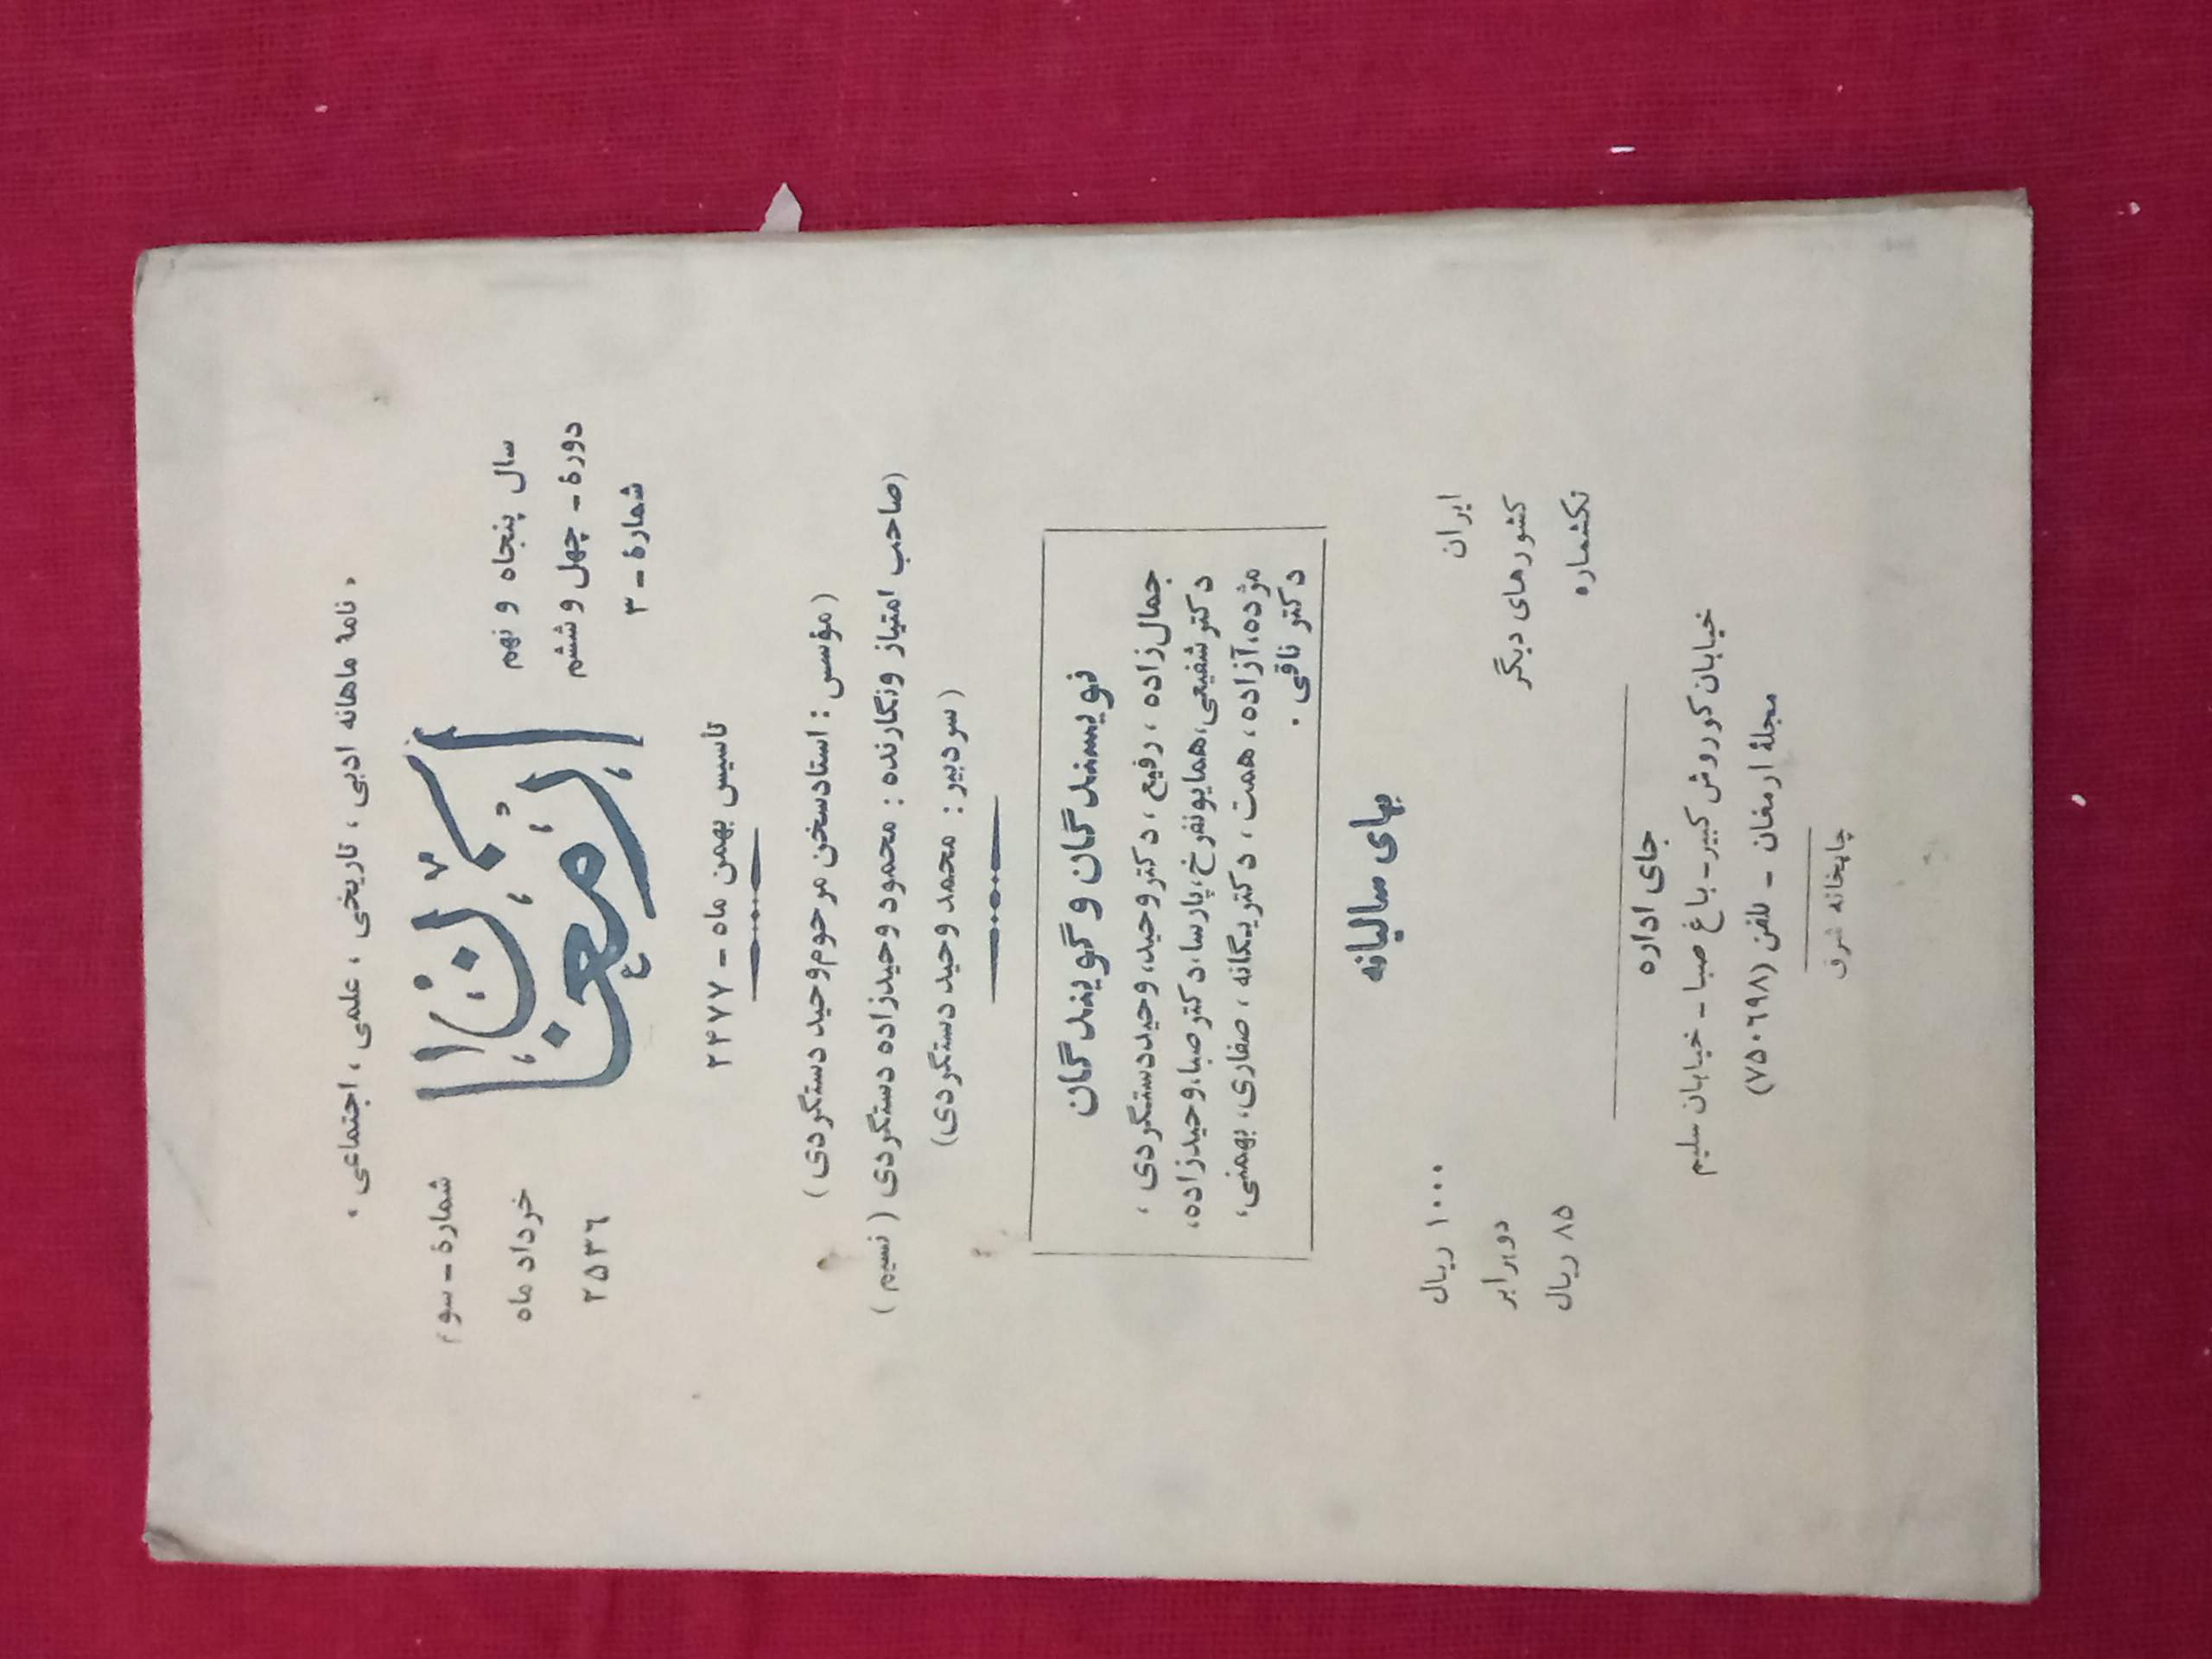 « نامهٔ ماهانه ادبی ، تاریخی ، علمی ، اجتماعی »
شمارهٔ - سوم
خرداد ماه
۲۵۳۶
ارمغان
سال پنجاه و نهم
دورهٔ - چهل و ششم
شمارهٔ - ۳
تاسیس بهمن ماه - ۲۴۷۷
(مؤسس : استاد سخن مرحوم وحید دستگردی)
(صاحب امتیاز ونگارنده : محمود وحیدزاده دستگردی ( نسیم )
(سردبیر : محمد وحید دستگردی)
نویسندگان و گویندگان
جمال‌زاده ، رفیع ، دکتر وحید، وحیددستگردی ،
دکتر شفیعی، همایونفرخ، پارسا، دکتر صبا، وحیدزاده،
مژده، آزاده ، همت ، دکتر یگانه ، صفاری، بهمنی،
دکتر ناقی .
بهای سالیانه
ایران ۱۰۰۰ ریال
کشورهای دیگر دوبرابر
تکشماره ۸۵ ریال
جای اداره
خیابان کوروش کبیر - باغ صبا - خیابان سلیم
مجلهٔ ارمغان - تلفن (۷۵۰۶۹۸)
چاپخانه شرق